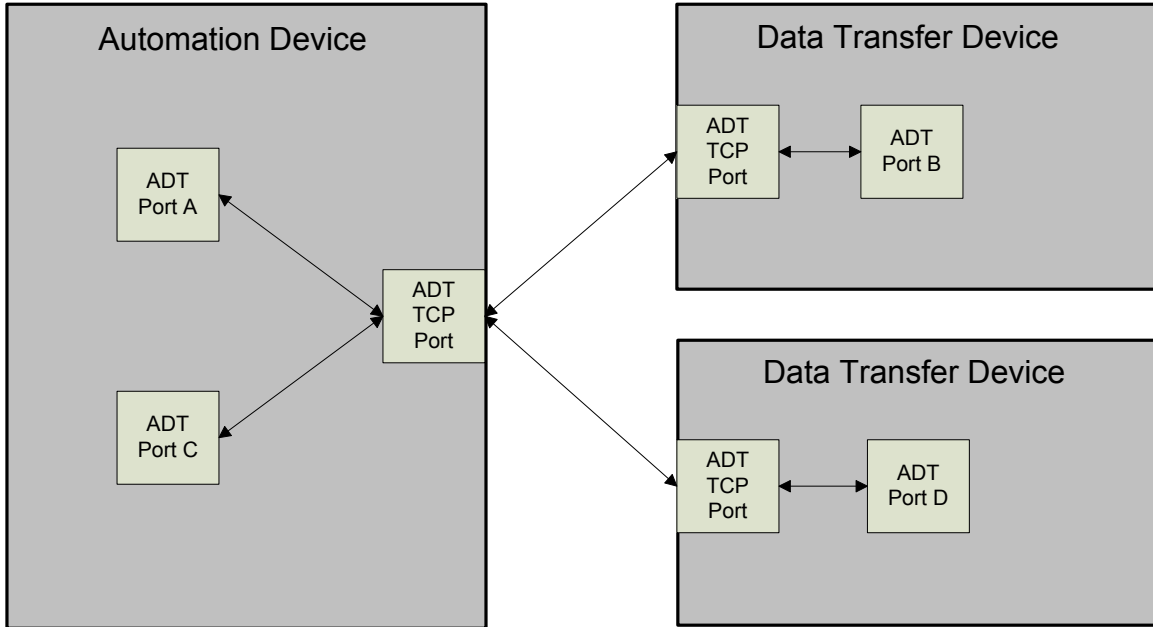 Automation Device
ADT
Port A
ADT
TCP
Port
ADT
Port C
Data Transfer Device
ADT
TCP
Port
ADT
Port B
Data Transfer Device
ADT
TCP
Port
ADT
Port D